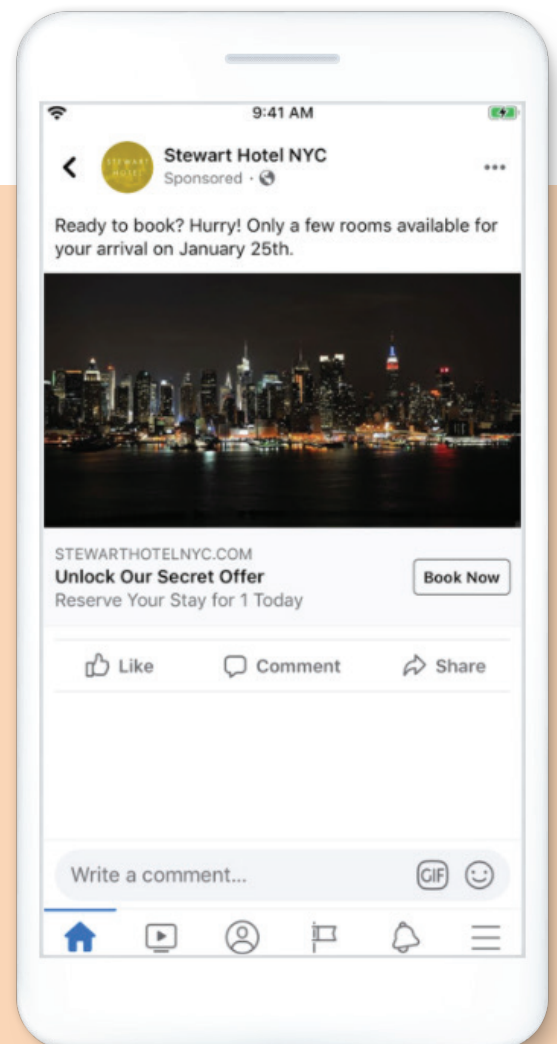 9:41 AM
STEWART
HOTEL
Stewart Hotel NYC
Sponsored ·
Ready to book? Hurry! Only a few rooms available for
your arrival on January 25th.
STEWARTHOTELNYC.COM
Unlock Our Secret Offer
Reserve Your Stay for 1 Today
Book Now
Like
Comment
Share
Write a comment...
GIF